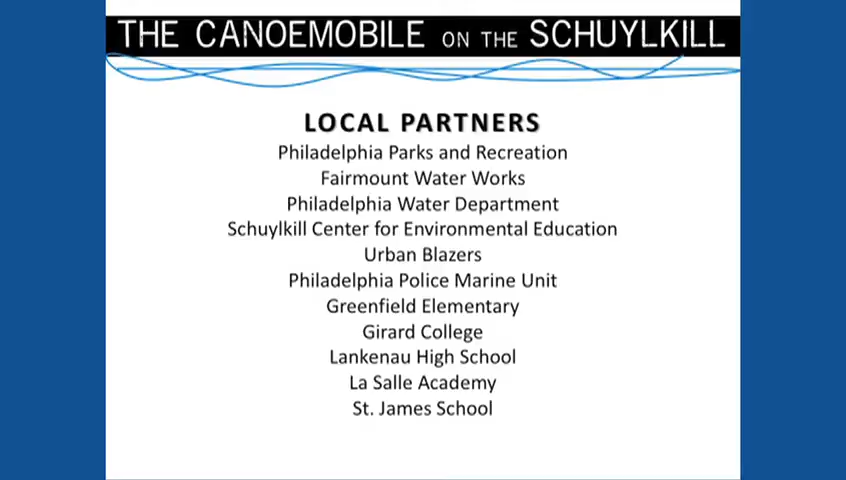 THE CANOEMOBILE ON THE SCHUYLKILL
LOCAL PARTNERS
Philadelphia Parks and Recreation
Fairmount Water Works
Philadelphia Water Department
Schuylkill Center for Environmental Education
Urban Blazers
Philadelphia Police Marine Unit
Greenfield Elementary
Girard College
Lankenau High School
La Salle Academy
St. James School